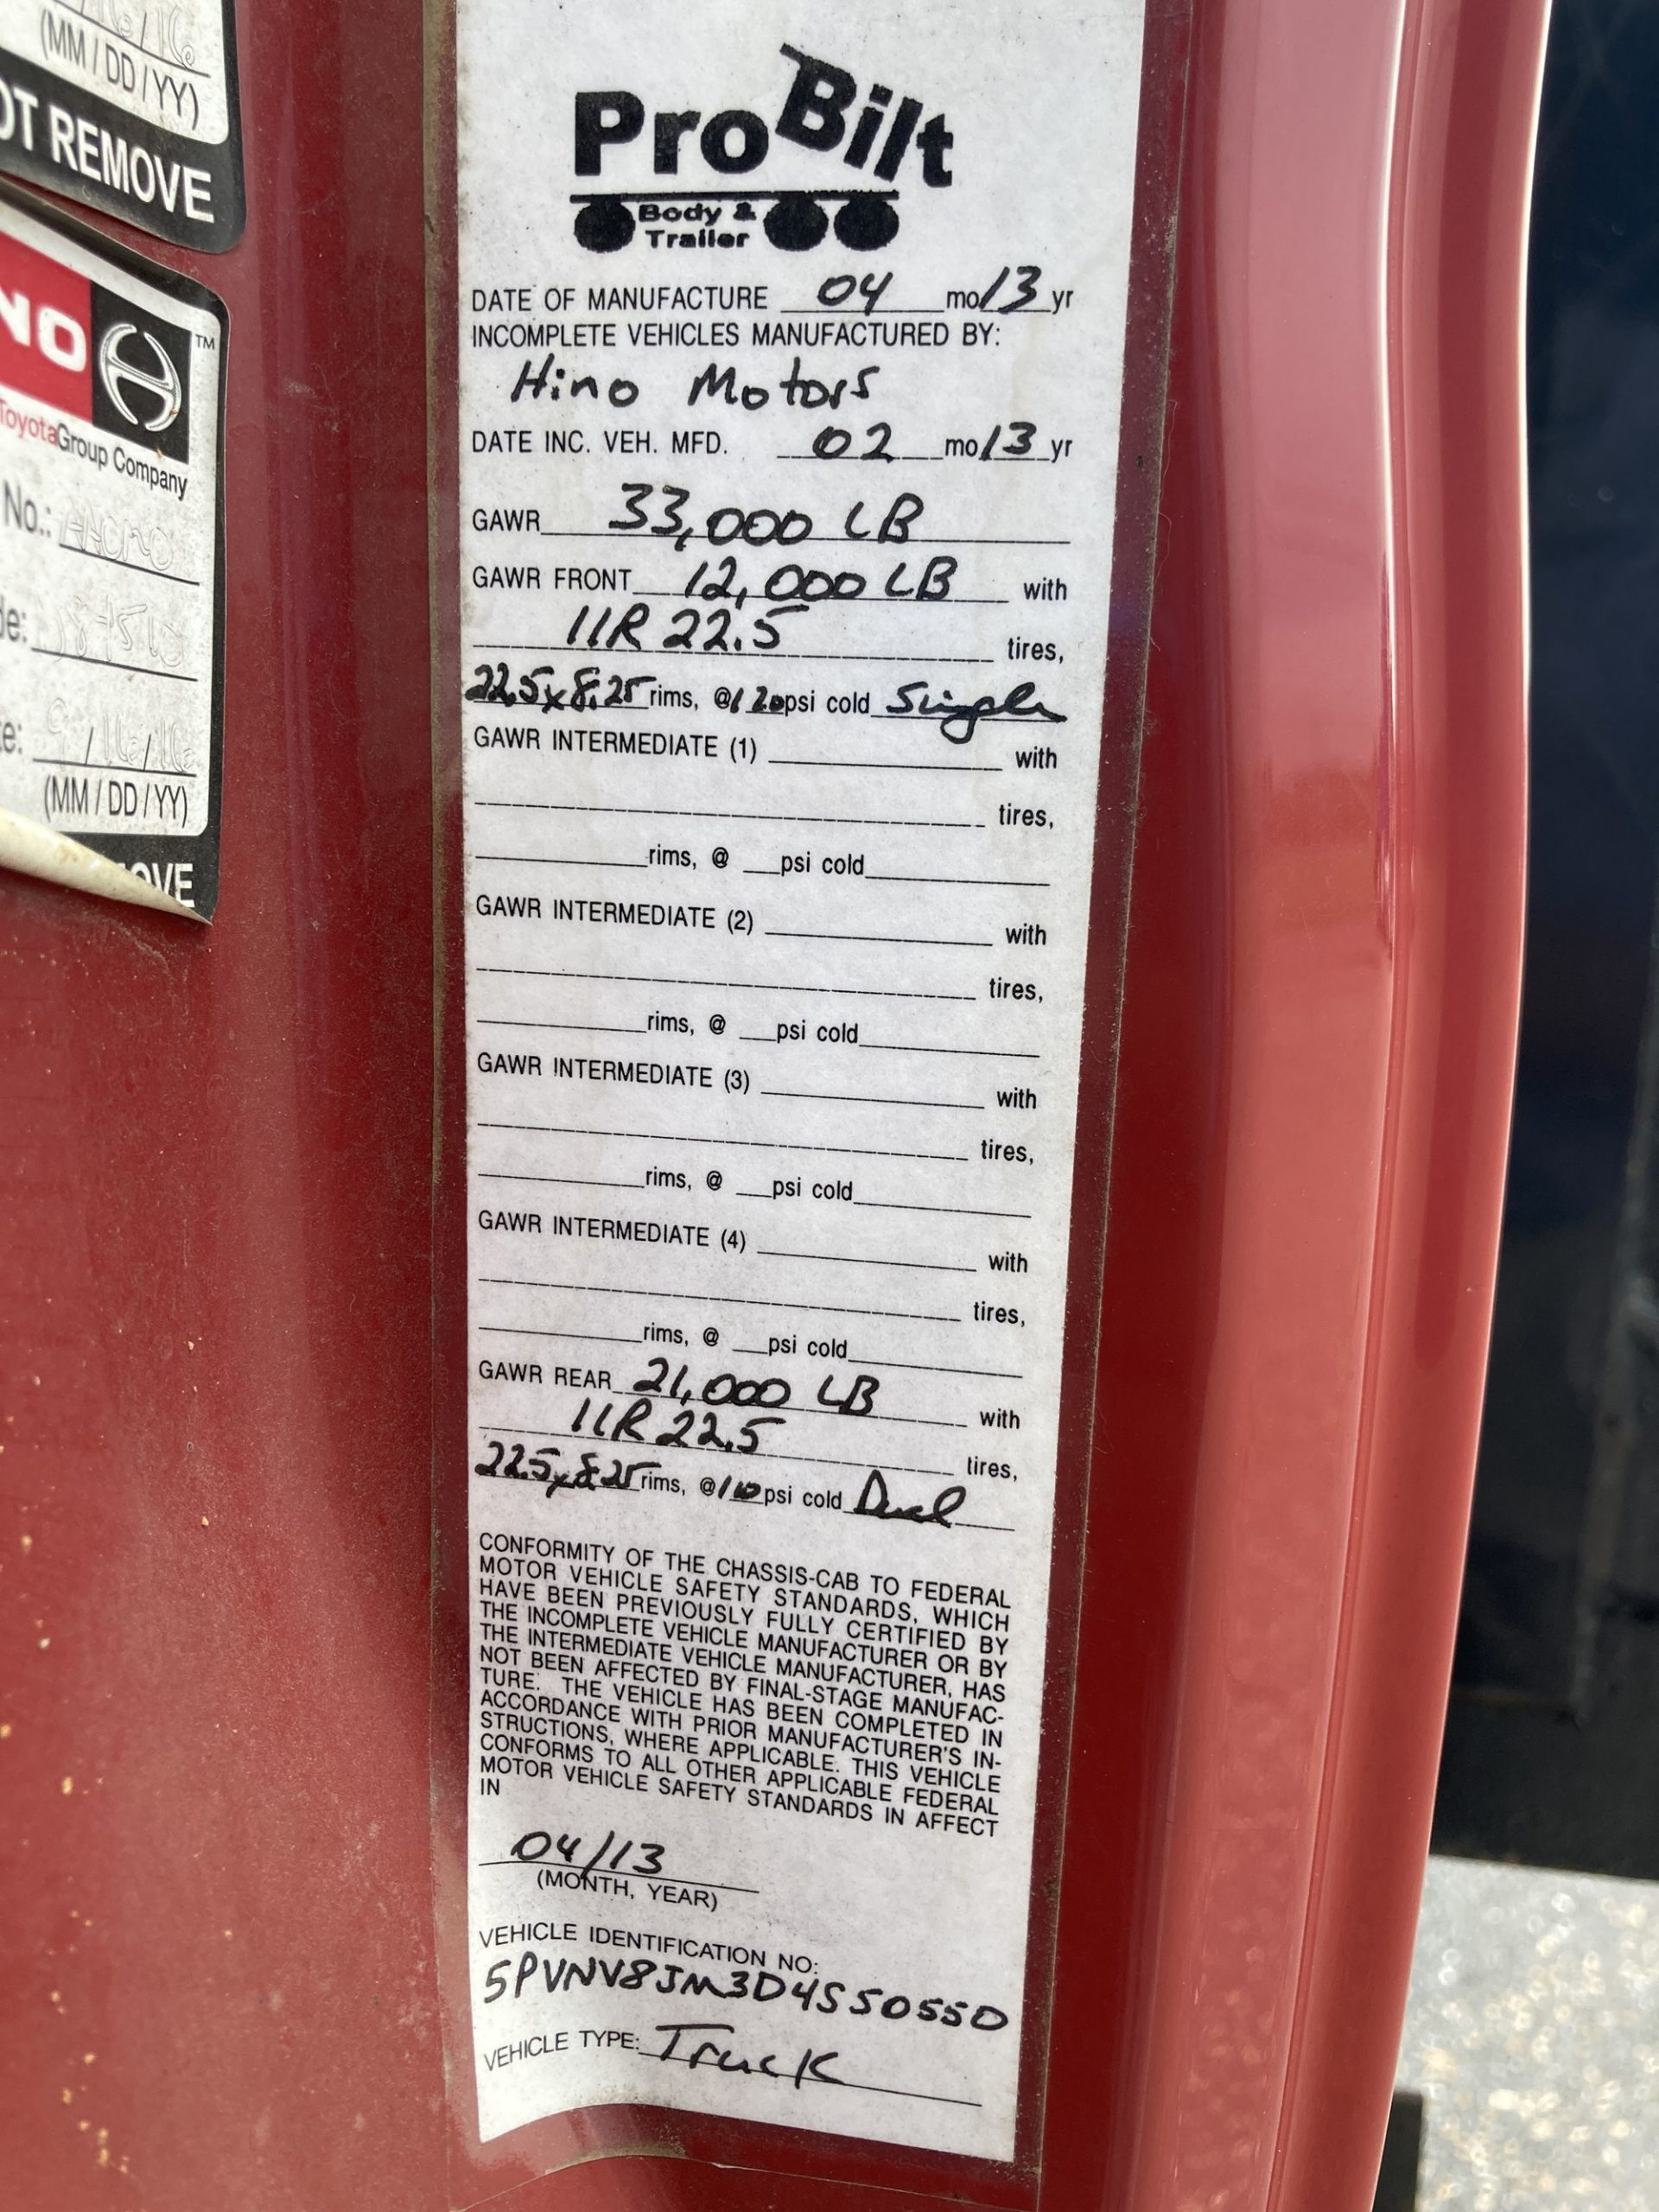 (MM / DD / YY)
OT REMOVE
NO
TM
ToyotaGroup Company
No.:
de:
te: 9/16/16
(MM / DD / YY)
OVE
ProBilt
Body &
Trailer
DATE OF MANUFACTURE 04 mo/13 yr
INCOMPLETE VEHICLES MANUFACTURED BY:
Hino Motors
DATE INC. VEH. MFD. 02 mo/13 yr
GAWR 33,000 LB
GAWR FRONT 12,000 LB with
11R 22.5 tires,
22.5x8.25 rims, @120psi cold Single
GAWR INTERMEDIATE (1) with
tires,
rims, @ psi cold
GAWR INTERMEDIATE (2) with
tires,
rims, @ psi cold
GAWR INTERMEDIATE (3) with
tires,
rims, @ psi cold
GAWR INTERMEDIATE (4) with
tires,
rims, @ psi cold
GAWR REAR 21,000 LB with
11R 22.5 tires,
22.5x8.25 rims, @110psi cold Dual
CONFORMITY OF THE CHASSIS-CAB TO FEDERAL
MOTOR VEHICLE SAFETY STANDARDS, WHICH
HAVE BEEN PREVIOUSLY FULLY CERTIFIED BY
THE INCOMPLETE VEHICLE MANUFACTURER OR BY
THE INTERMEDIATE VEHICLE MANUFACTURER, HAS
NOT BEEN AFFECTED BY FINAL-STAGE MANUFAC-
TURE. THE VEHICLE HAS BEEN COMPLETED IN
ACCORDANCE WITH PRIOR MANUFACTURER'S IN-
STRUCTIONS, WHERE APPLICABLE. THIS VEHICLE
CONFORMS TO ALL OTHER APPLICABLE FEDERAL
MOTOR VEHICLE SAFETY STANDARDS IN AFFECT
IN
04/13
(MONTH, YEAR)
VEHICLE IDENTIFICATION NO:
5PVNV8JM3D4S50550
VEHICLE TYPE: Truck